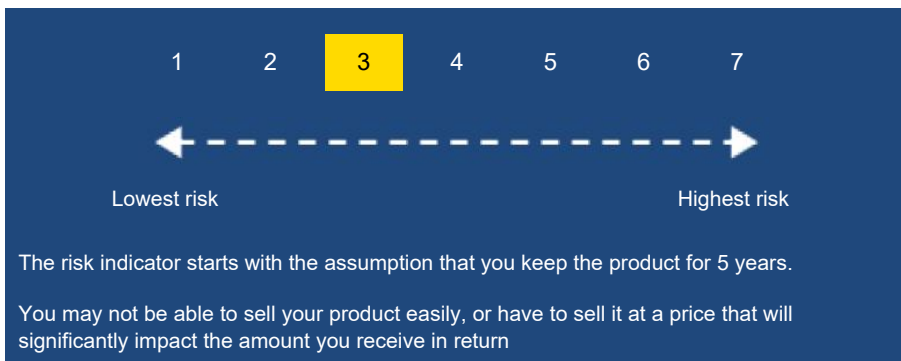 1 2 3 4 5 6 7
Lowest risk Highest risk
The risk indicator starts with the assumption that you keep the product for 5 years.
You may not be able to sell your product easily, or have to sell it at a price that will
significantly impact the amount you receive in return